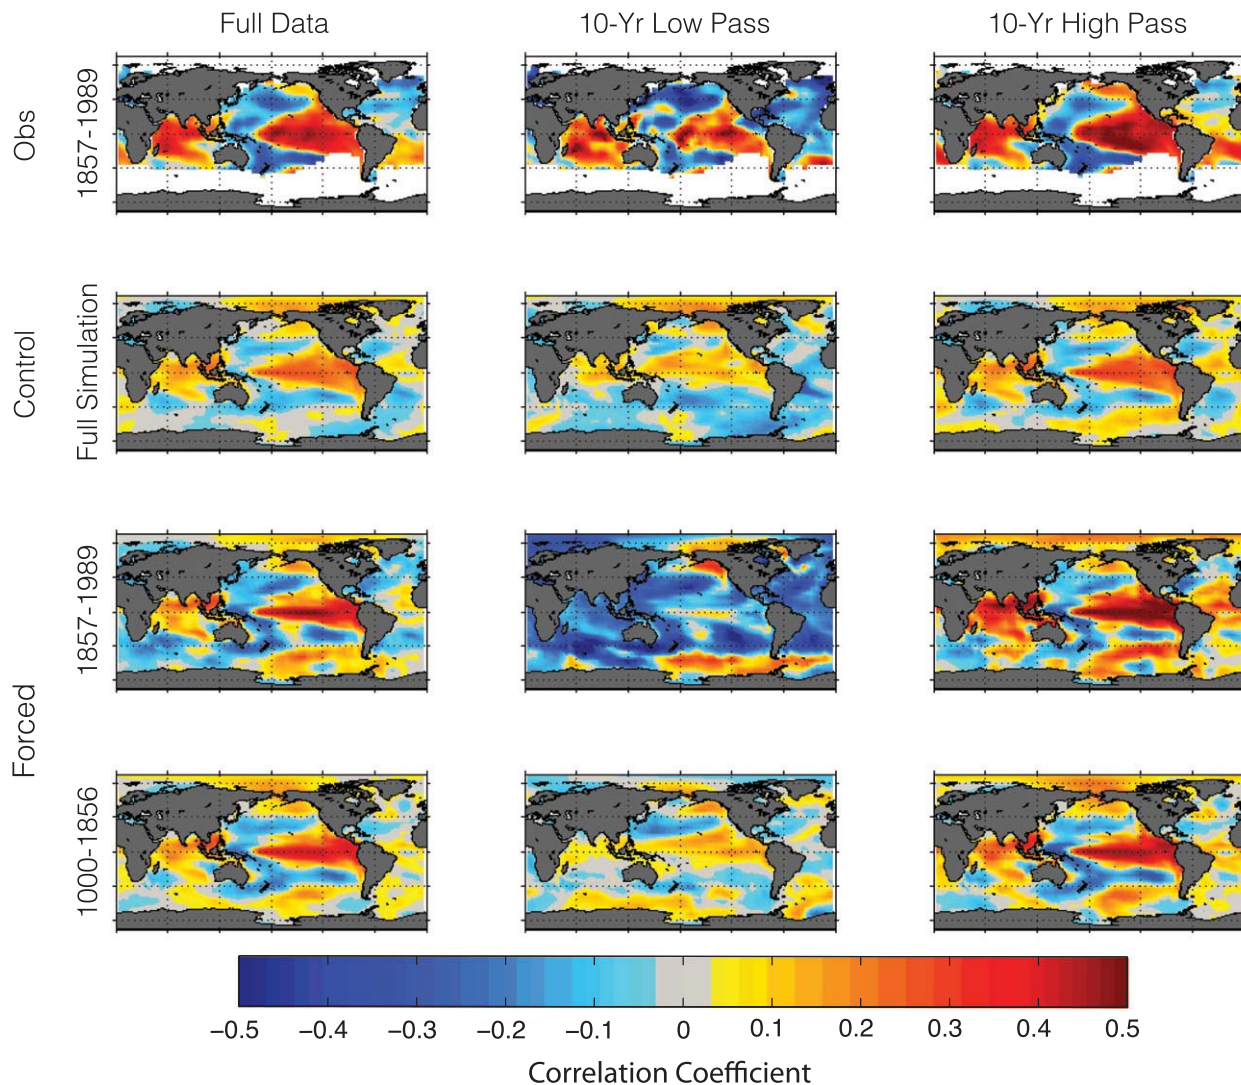 Full Data
10-Yr Low Pass
10-Yr High Pass
Obs
1857-1989
Control
Full Simulation
Forced
1857-1989
1000-1856
−0.5 −0.4 −0.3 −0.2 −0.1 0 0.1 0.2 0.3 0.4 0.5
Correlation Coefficient